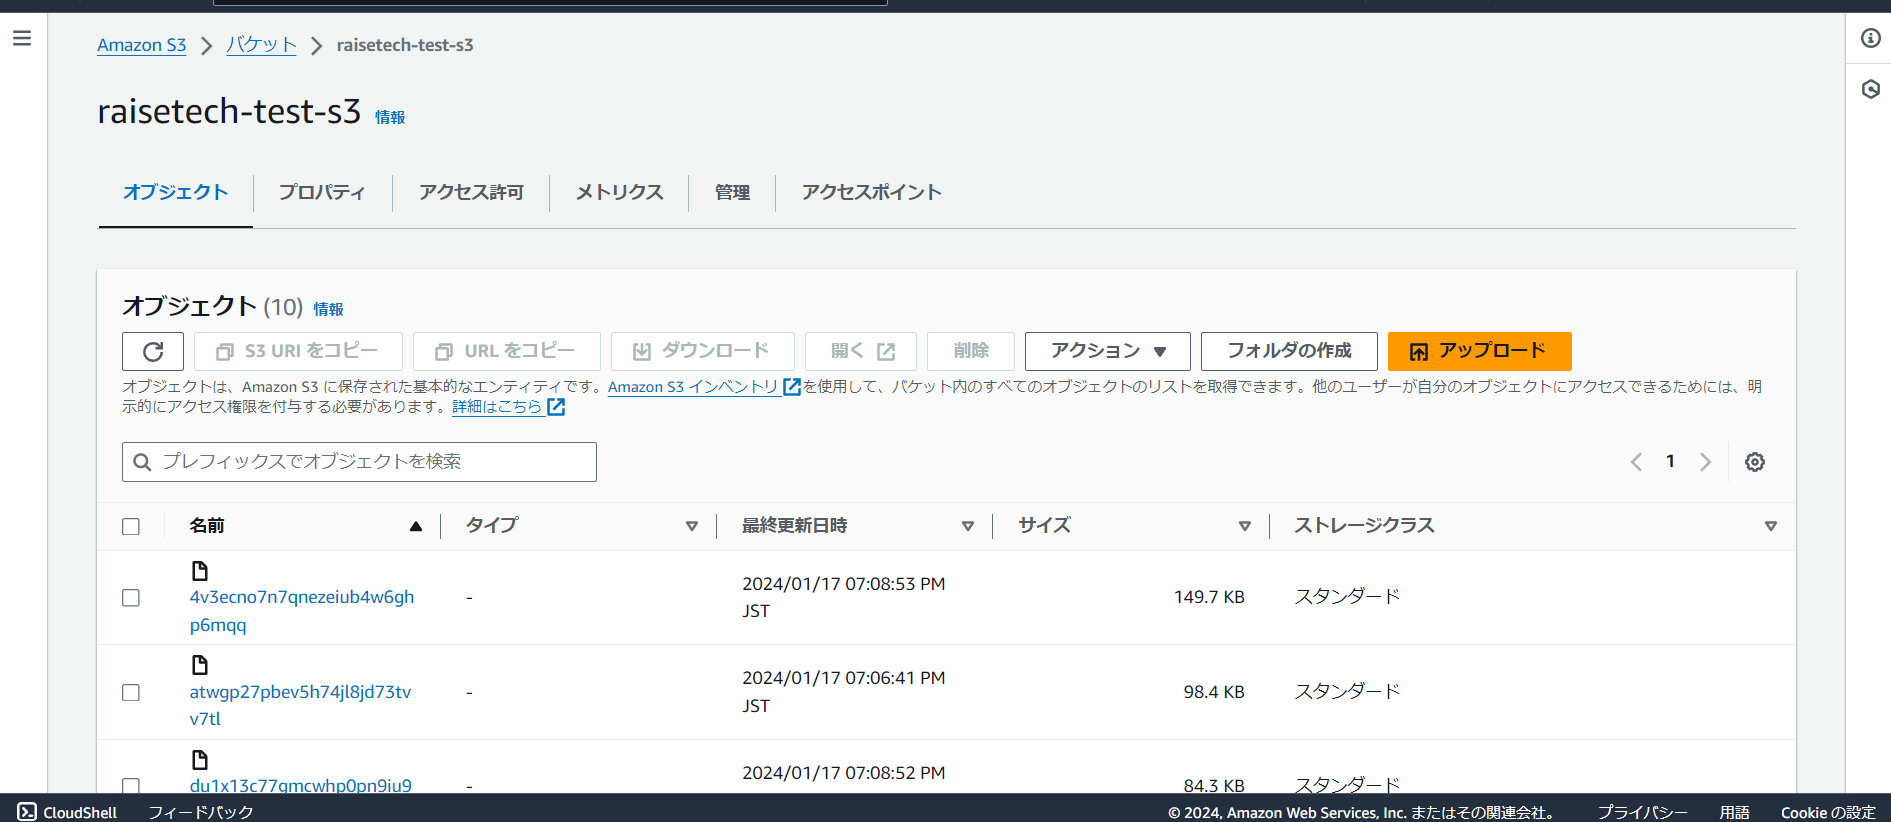 Amazon S3 > バケット > raisetech-test-s3
raisetech-test-s3 情報
オブジェクト プロパティ アクセス許可 メトリクス 管理 アクセスポイント
オブジェクト (10) 情報
S3 URI をコピー URL をコピー ダウンロード 開く 削除 アクション フォルダの作成 アップロード
オブジェクトは、Amazon S3 に保存された基本的なエンティティです。Amazon S3 インベントリ を使用して、バケット内のすべてのオブジェクトのリストを取得できます。他のユーザーが自分のオブジェクトにアクセスできるためには、明
示的にアクセス権限を付与する必要があります。詳細はこちら
プレフィックスでオブジェクトを検索
1
名前 タイプ 最終更新日時 サイズ ストレージクラス
4v3ecno7n7qnezeiub4w6gh
p6mqq
-
2024/01/17 07:08:53 PM
JST
149.7 KB
スタンダード
atwgp27pbev5h74jl8jd73tv
v7tl
-
2024/01/17 07:06:41 PM
JST
98.4 KB
スタンダード
du1x13c77qmcwhp0pn9iu9
-
2024/01/17 07:08:52 PM
84.3 KB
スタンダード
CloudShell フィードバック © 2024, Amazon Web Services, Inc. またはその関連会社。 プライバシー 用語 Cookie の設定